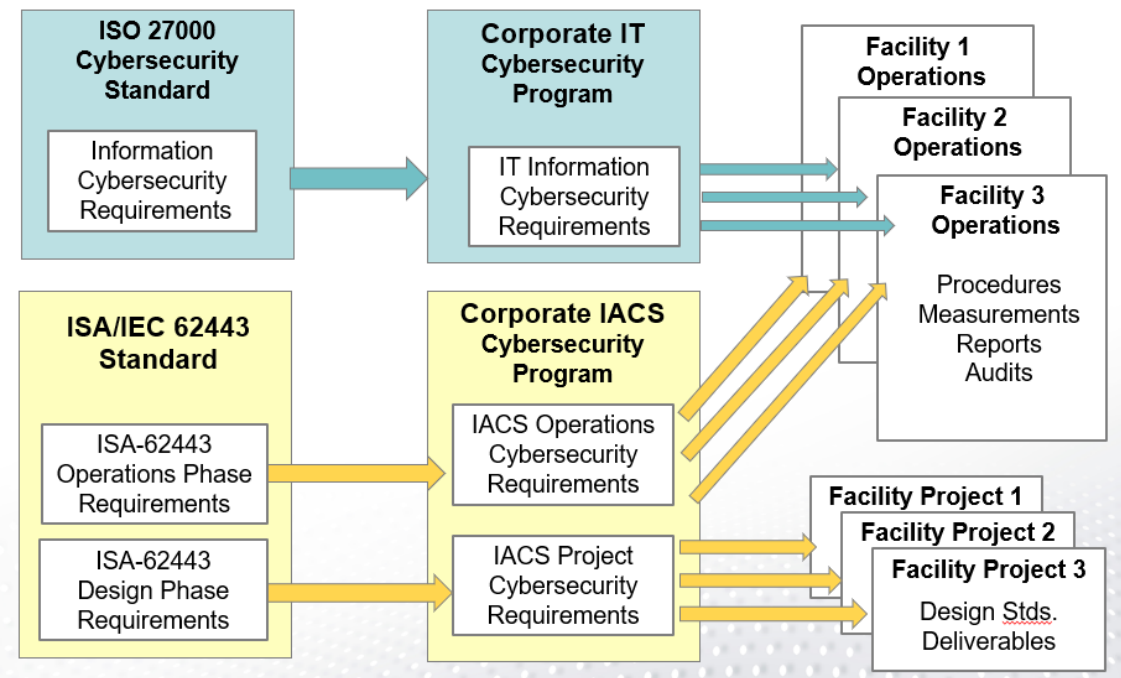 ISO 27000
Cybersecurity
Standard
Information
Cybersecurity
Requirements
Corporate IT
Cybersecurity
Program
IT Information
Cybersecurity
Requirements
Facility 1
Operations
Facility 2
Operations
Facility 3
Operations
Procedures
Measurements
Reports
Audits
ISA/IEC 62443
Standard
ISA-62443
Operations Phase
Requirements
ISA-62443
Design Phase
Requirements
Corporate IACS
Cybersecurity
Program
IACS Operations
Cybersecurity
Requirements
IACS Project
Cybersecurity
Requirements
Facility Project 1
Facility Project 2
Facility Project 3
Design Stds.
Deliverables